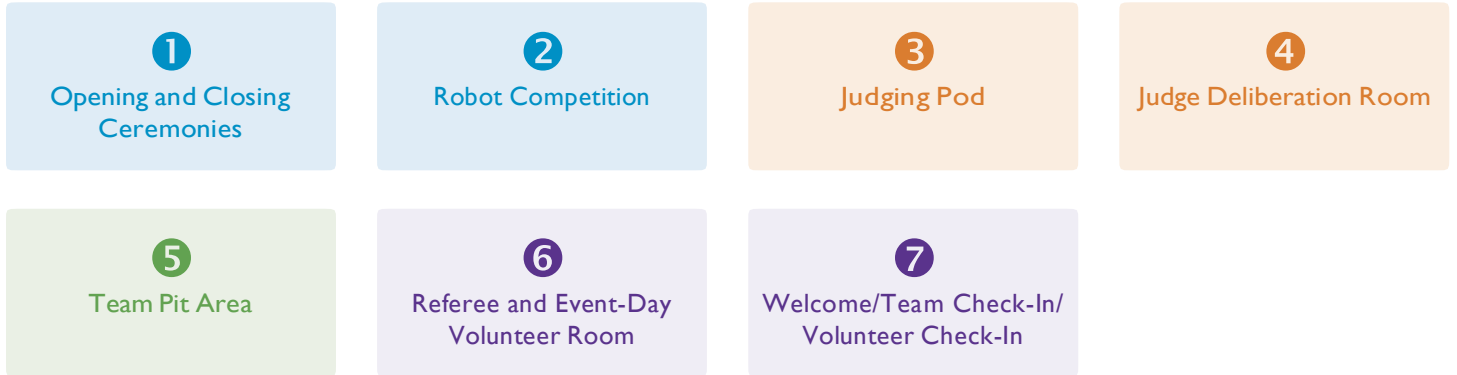 1
Opening and Closing
Ceremonies
2
Robot Competition
3
Judging Pod
4
Judge Deliberation Room
5
Team Pit Area
6
Referee and Event-Day
Volunteer Room
7
Welcome/Team Check-In/
Volunteer Check-In